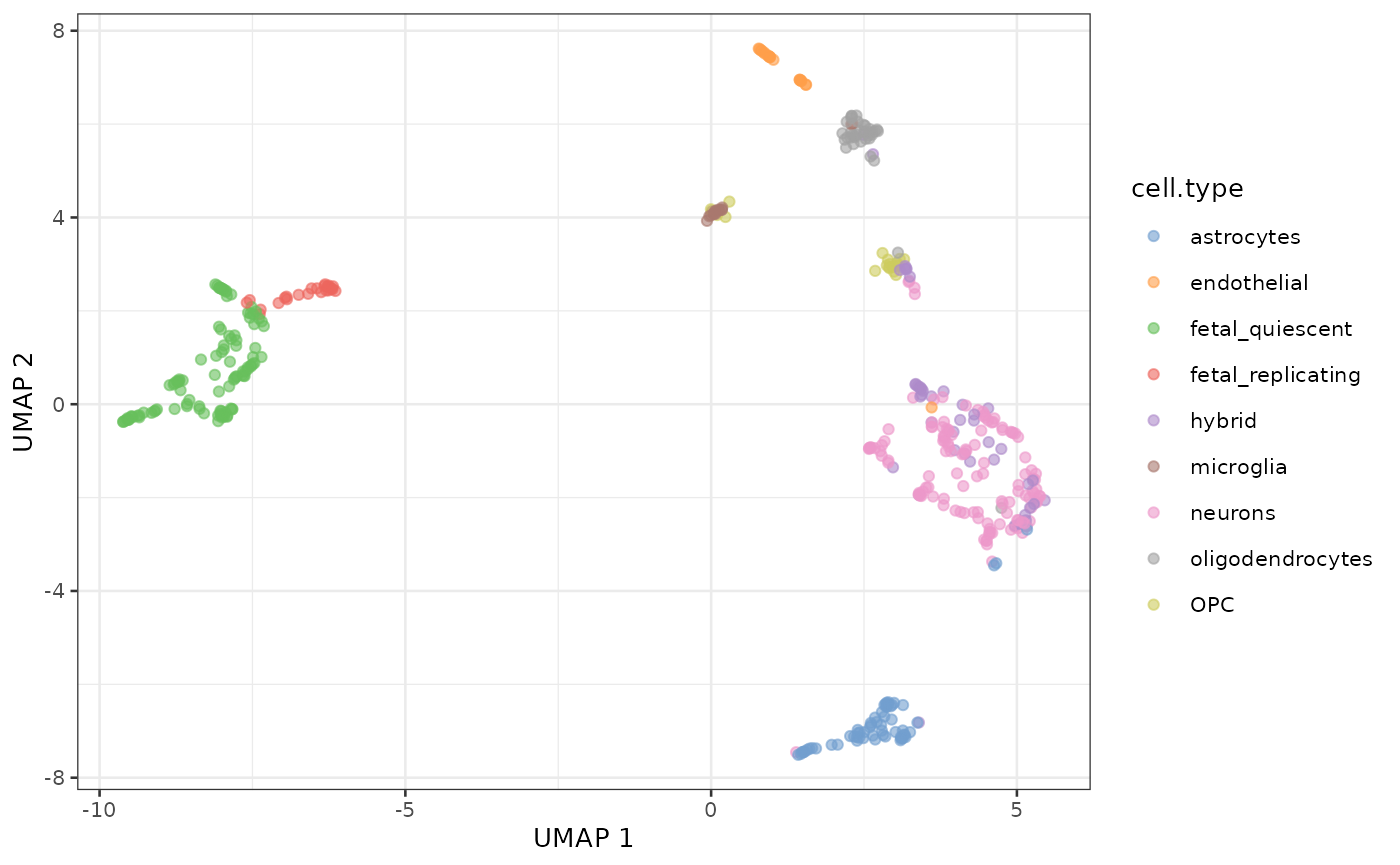 8
4
0
-4
-8
-10
-5
0
5
UMAP 1
UMAP 2
cell.type
astrocytes
endothelial
fetal_quiescent
fetal_replicating
hybrid
microglia
neurons
oligodendrocytes
OPC